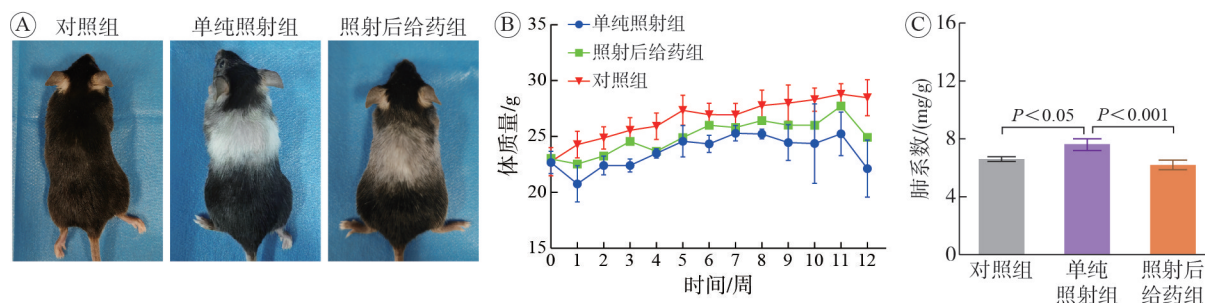 A
对照组
单纯照射组
照射后给药组
B
单纯照射组
照射后给药组
对照组
体质量/g
35
30
25
20
15
0 1 2 3 4 5 6 7 8 9 10 11 12
时间/周
C
肺系数/(mg/g)
16
12
8
4
0
P＜0.05
P＜0.001
对照组
单纯
照射组
照射后
给药组